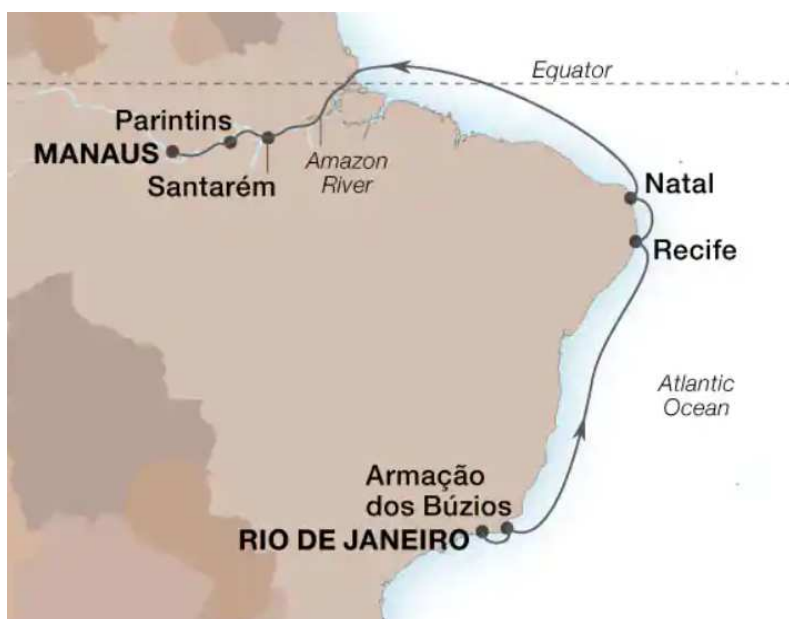 Equator
Parintins
MANAUS
Santarém
Amazon
River
Natal
Recife
Atlantic
Ocean
Armação
dos Búzios
RIO DE JANEIRO